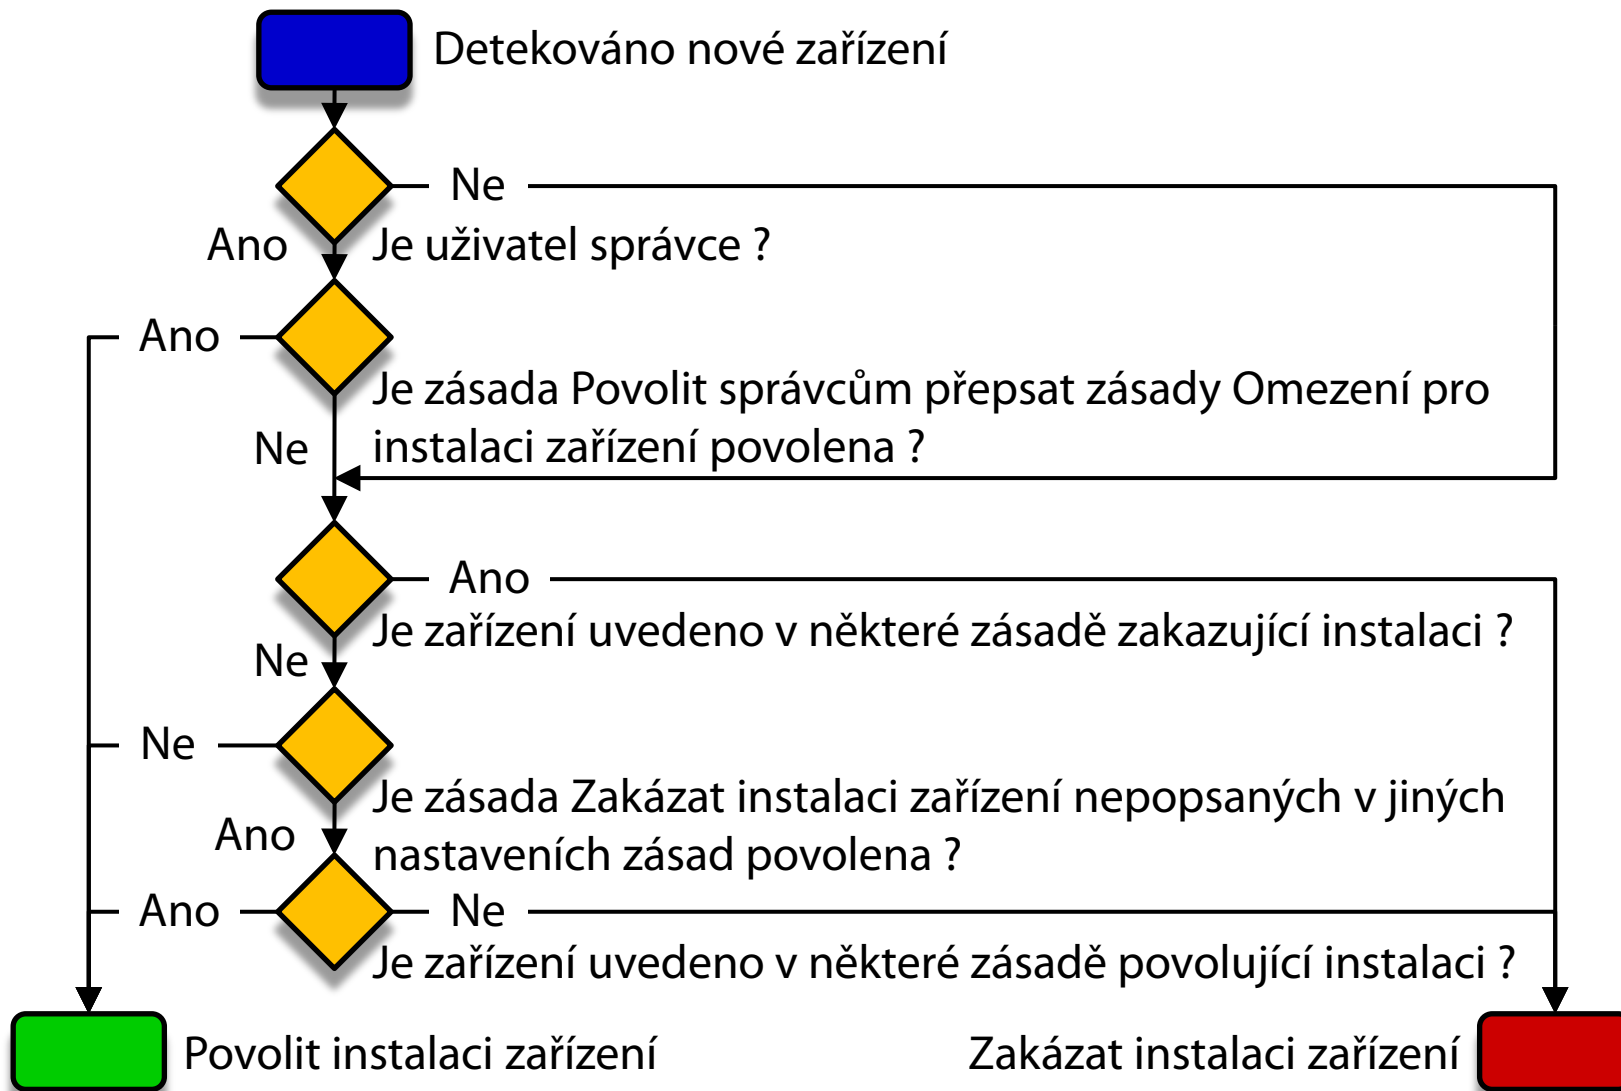 Detekováno nové zařízení
Ne
Ano
Je uživatel správce ?
Ano
Je zásada Povolit správcům přepsat zásady Omezení pro
instalaci zařízení povolena ?
Ne
Ano
Je zařízení uvedeno v některé zásadě zakazující instalaci ?
Ne
Ne
Je zásada Zakázat instalaci zařízení nepopsaných v jiných
nastaveních zásad povolena ?
Ano
Ano
Ne
Je zařízení uvedeno v některé zásadě povolující instalaci ?
Povolit instalaci zařízení
Zakázat instalaci zařízení